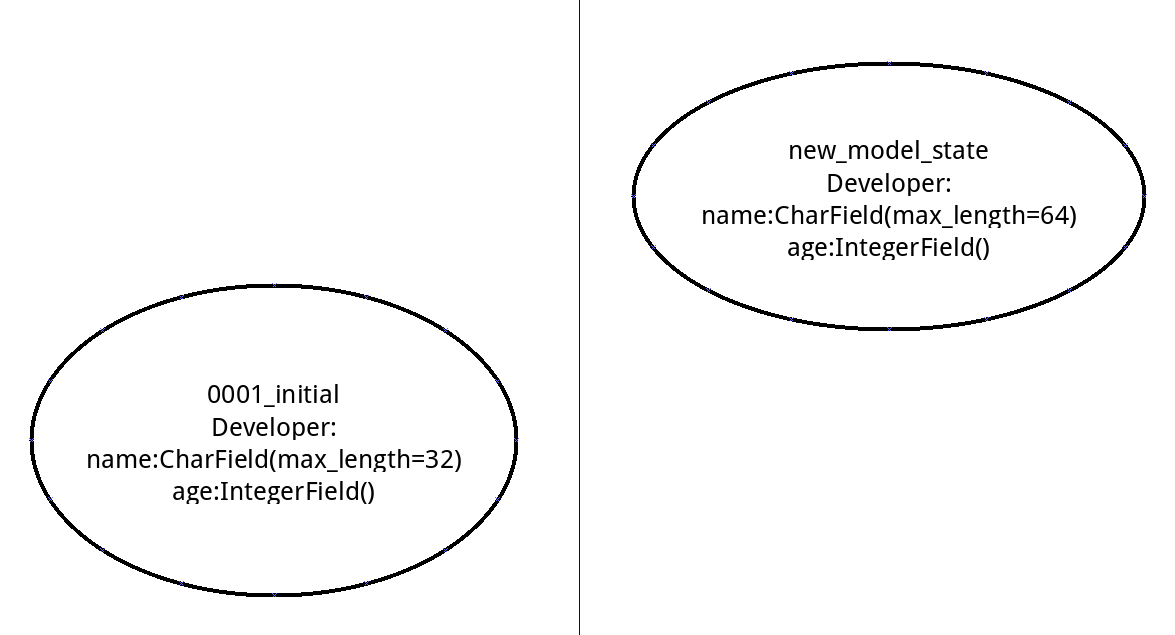 0001_initial
Developer:
name:CharField(max_length=32)
age:IntegerField()
new_model_state
Developer:
name:CharField(max_length=64)
age:IntegerField()